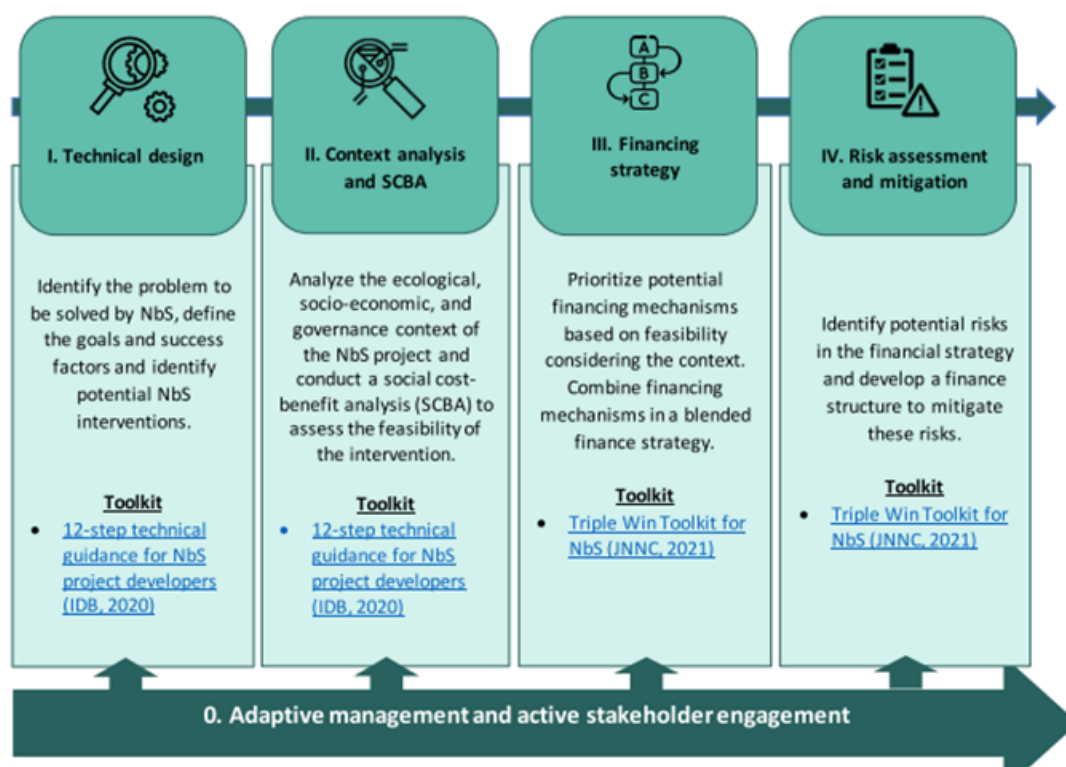 I. Technical design
Identify the problem to
be solved by NbS, define
the goals and success
factors and identify
potential NbS
interventions.
Toolkit
• 12-step technical
guidance for NbS
project developers
(IDB, 2020)
II. Context analysis
and SCBA
Analyze the ecological,
socio-economic, and
governance context of
the NbS project and
conduct a social cost-
benefit analysis (SCBA) to
assess the feasibility of
the intervention.
Toolkit
• 12-step technical
guidance for NbS
project developers
(IDB, 2020)
A
B
C
III. Financing
strategy
Prioritize potential
financing mechanisms
based on feasibility
considering the context.
Combine financing
mechanisms in a blended
finance strategy.
Toolkit
• Triple Win Toolkit for
NbS (JNNC, 2021)
IV. Risk assessment
and mitigation
Identify potential risks
in the financial strategy
and develop a finance
structure to mitigate
these risks.
Toolkit
• Triple Win Toolkit for
NbS (JNNC, 2021)
0. Adaptive management and active stakeholder engagement